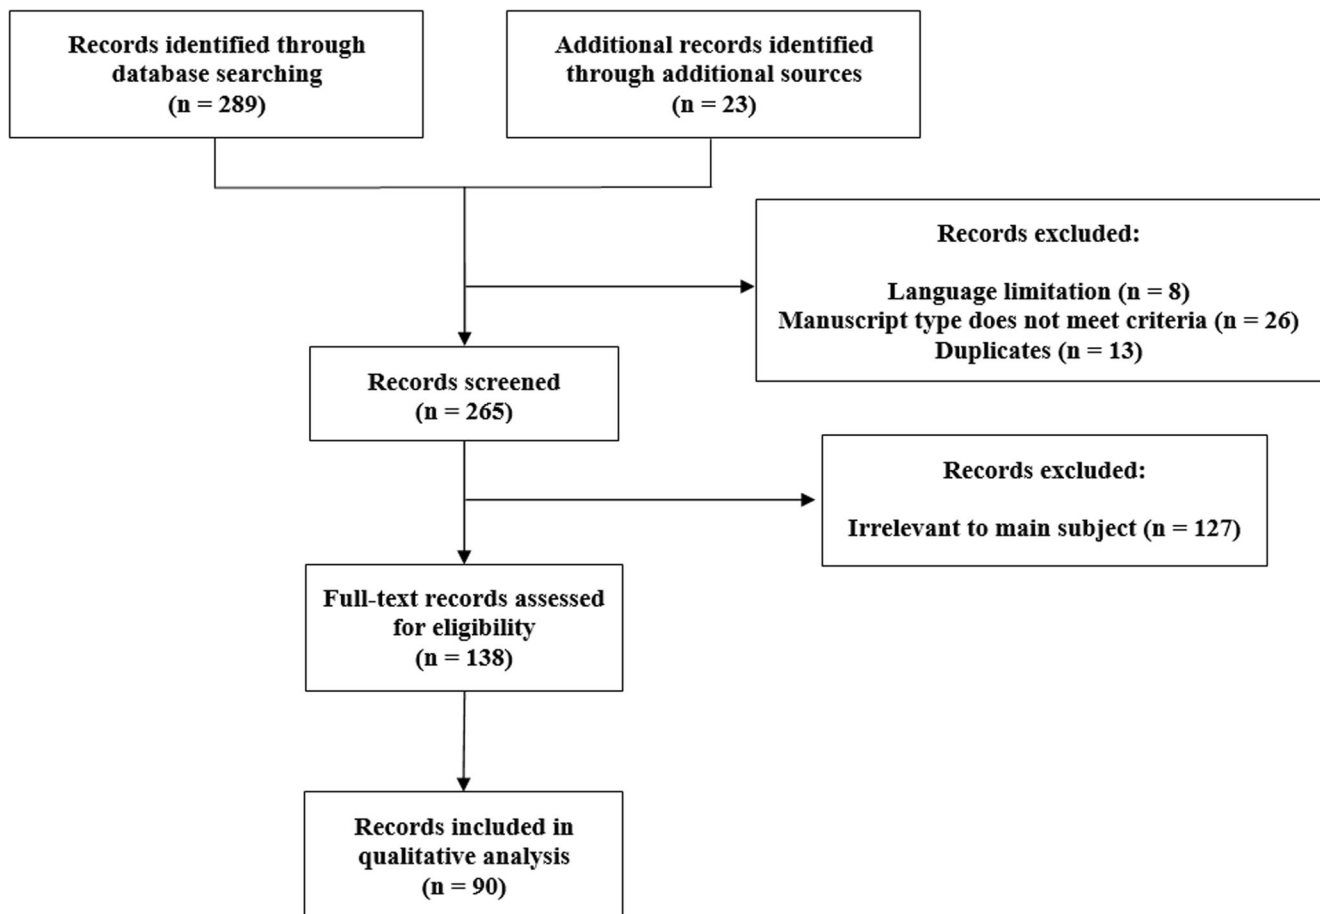 Records identified through
database searching
(n = 289)
Additional records identified
through additional sources
(n = 23)
Records excluded:
Language limitation (n = 8)
Manuscript type does not meet criteria (n = 26)
Duplicates (n = 13)
Records screened
(n = 265)
Records excluded:
Irrelevant to main subject (n = 127)
Full-text records assessed
for eligibility
(n = 138)
Records included in
qualitative analysis
(n = 90)